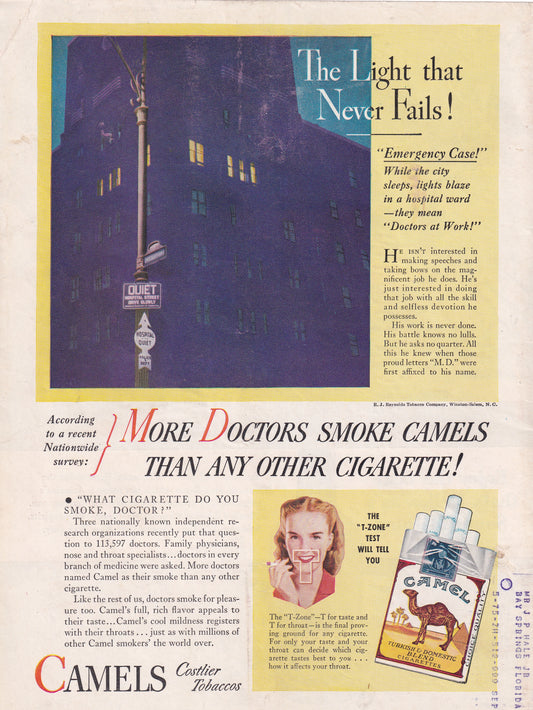 The Light that
Never Fails!
"Emergency Case!"
While the city
sleeps, lights blaze
in a hospital ward
—they mean
"Doctors at Work!"
HE ISN'T interested in
making speeches and
taking bows on the mag-
nificent job he does. He's
just interested in doing
that job with all the skill
and selfless devotion he
possesses.
His work is never done.
His battle knows no lulls.
But he asks no quarter. All
this he knew when those
proud letters "M.D." were
first affixed to his name.
QUIET
HOSPITAL STREET
DRIVE SLOWLY
HOSPITAL
QUIET
R. J. Reynolds Tobacco Company, Winston-Salem, N. C.
According
to a recent
Nationwide
survey:
MORE DOCTORS SMOKE CAMELS
THAN ANY OTHER CIGARETTE!
● "WHAT CIGARETTE DO YOU
SMOKE, DOCTOR?"
Three nationally known independent re-
search organizations recently put that ques-
tion to 113,597 doctors. Family physicians,
nose and throat specialists...doctors in every
branch of medicine were asked. More doctors
named Camel as their smoke than any other
cigarette.
Like the rest of us, doctors smoke for pleas-
ure too. Camel's full, rich flavor appeals to
their taste...Camel's cool mildness registers
with their throats...just as with millions of
other Camel smokers' the world over.
CAMELS Costlier
Tobaccos
THE
"T-ZONE"
TEST
WILL TELL
YOU
The "T-Zone"—T for taste and
T for throat—is the final prov-
ing ground for any cigarette.
For only your taste and your
throat can decide which cig-
arette tastes best to you...
how it affects your throat.
CAMEL
TURKISH & DOMESTIC
BLEND
CIGARETTES
CHOICE QUALITY
MR J HALE JR
BAY SPRINGS FLORIDA